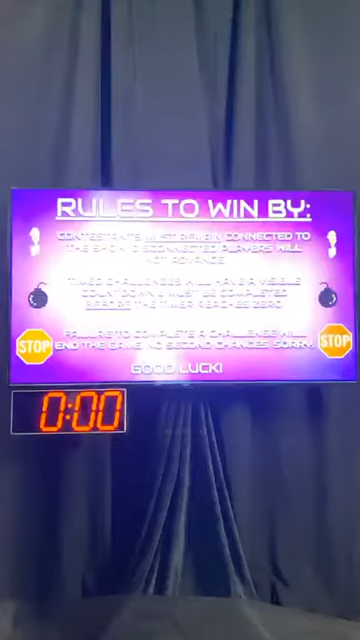 RULES TO WIN BY:
CONTESTANTS MUST REMAIN CONNECTED TO
THE SHOW. DISCONNECTED PLAYERS WILL
NOT ADVANCE
TIMED CHALLENGES WILL HAVE A VISIBLE
COUNTDOWN & MUST BE COMPLETED
BEFORE THE TIMER REACHES ZERO
FAILURE TO COMPLETE A CHALLENGE WILL
STOP END THE GAME. NO SECOND CHANCES. SORRY. STOP
GOOD LUCK!
0:00